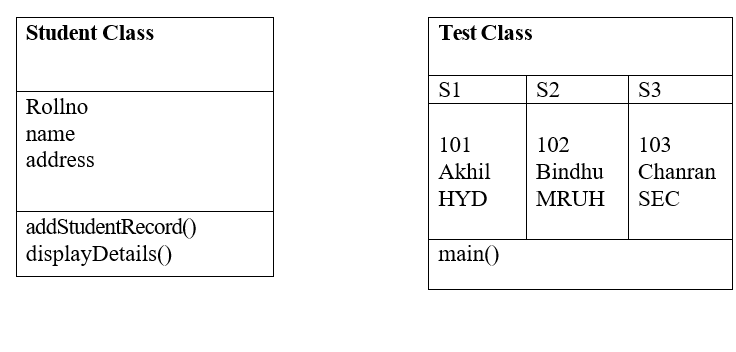 Student Class
Rollno
name
address
addStudentRecord()
displayDetails()
Test Class
S1 S2 S3
101 102 103
Akhil Bindhu Chanran
HYD MRUH SEC
main()